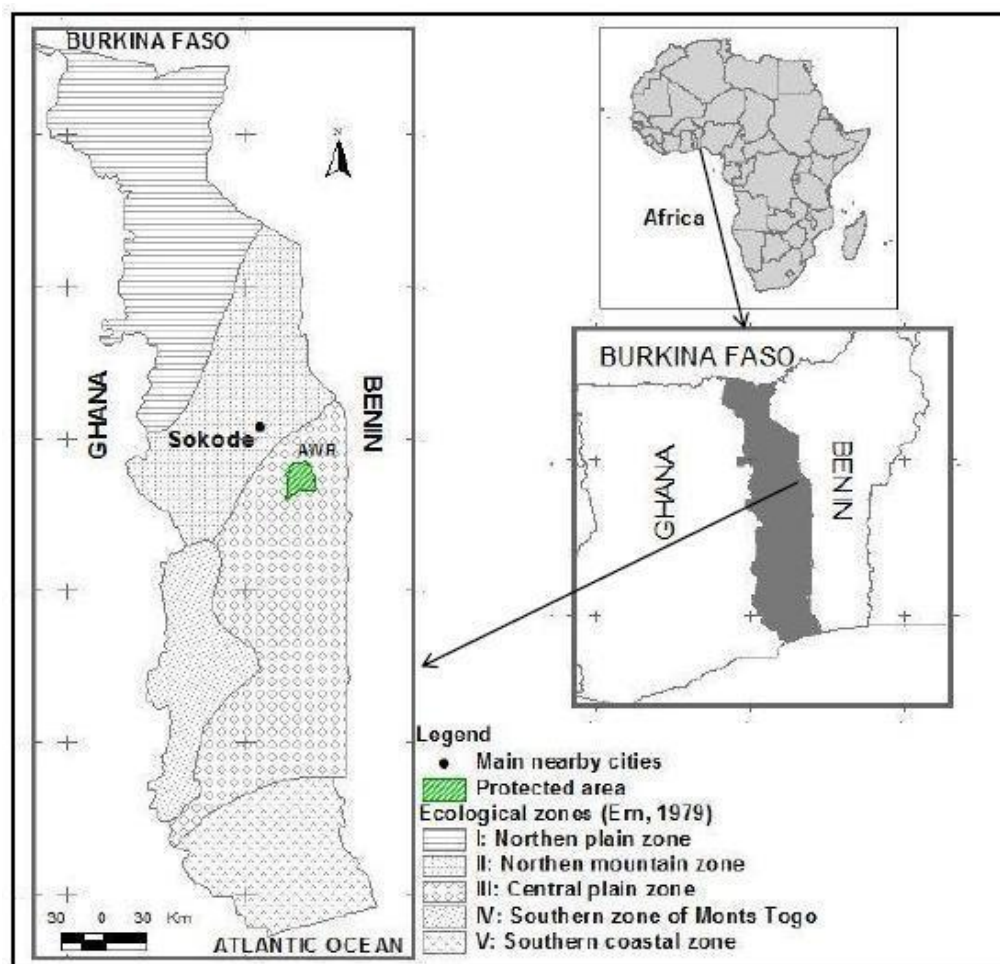 BURKINA FASO
N
GHANA
BENIN
Sokode
AWR
30 0 30 Km
ATLANTIC OCEAN
Africa
BURKINA FASO
GHANA
BENIN
Legend
Main nearby cities
Protected area
Ecological zones (Ern, 1979)
I: Northen plain zone
II: Northen mountain zone
III: Central plain zone
IV: Southern zone of Monts Togo
V: Southern coastal zone